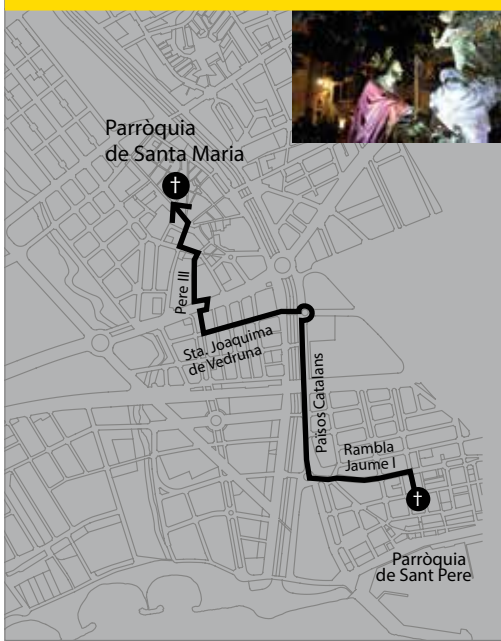 Parròquia
de Santa Maria
Pere III
Sta. Joaquima
de Vedruna
Països Catalans
Rambla
Jaume I
Parròquia
de Sant Pere